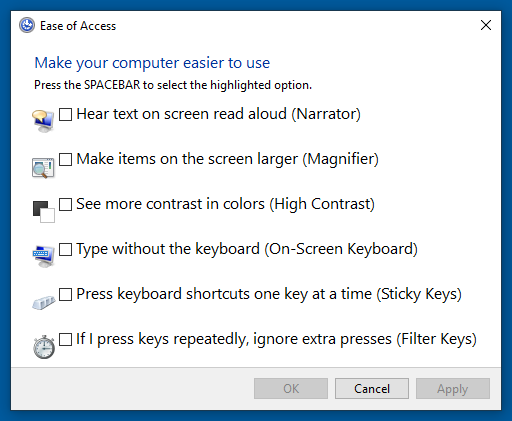 Ease of Access
Make your computer easier to use
Press the SPACEBAR to select the highlighted option.
Hear text on screen read aloud (Narrator)
Make items on the screen larger (Magnifier)
See more contrast in colors (High Contrast)
Type without the keyboard (On-Screen Keyboard)
Press keyboard shortcuts one key at a time (Sticky Keys)
If I press keys repeatedly, ignore extra presses (Filter Keys)
OK Cancel Apply